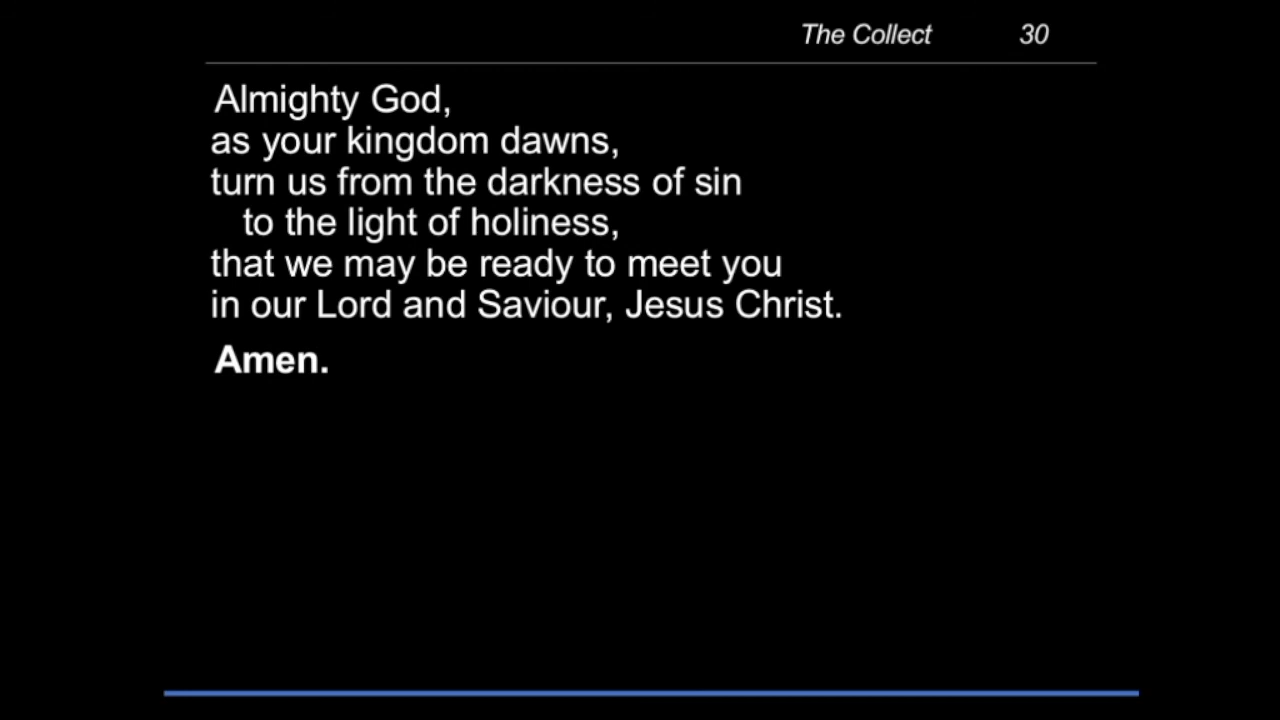 The Collect 30
Almighty God,
as your kingdom dawns,
turn us from the darkness of sin
to the light of holiness,
that we may be ready to meet you
in our Lord and Saviour, Jesus Christ.
Amen.